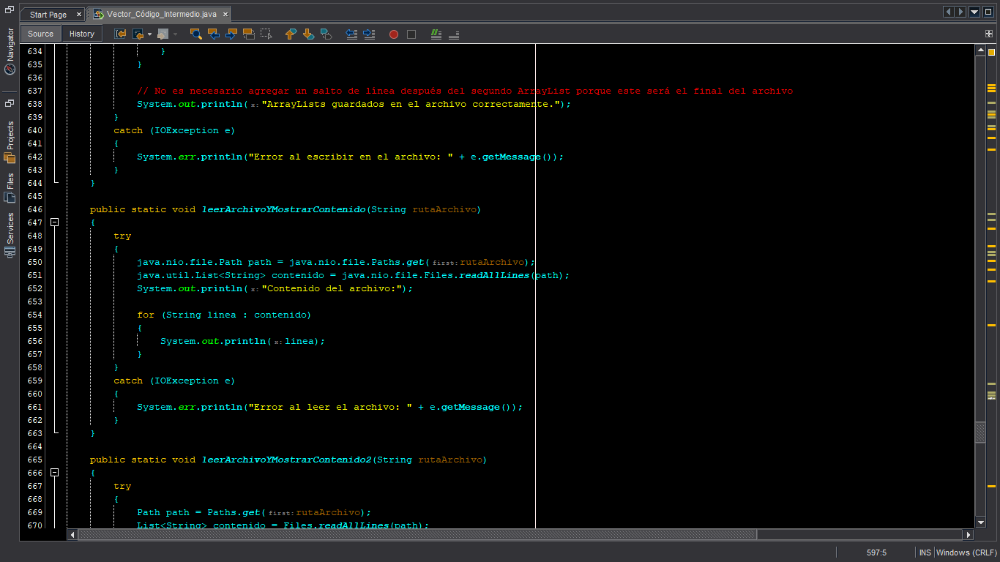 Start Page ×
Vector_Código_Intermedio.java ×
Source
History
Navigator
Projects
Files
Services
634 }
635 }
636
637 // No es necesario agregar un salto de línea después del segundo ArrayList porque este será el final del archivo
638 System.out.println(x:"ArrayLists guardados en el archivo correctamente.");
639 }
640 catch (IOException e)
641 {
642 System.err.println("Error al escribir en el archivo: " + e.getMessage());
643 }
644 }
645
646 public static void leerArchivoYMostrarContenido(String rutaArchivo)
647 {
648 try
649 {
650 java.nio.file.Path path = java.nio.file.Paths.get(first:rutaArchivo);
651 java.util.List<String> contenido = java.nio.file.Files.readAllLines(path);
652 System.out.println(x:"Contenido del archivo:");
653
654 for (String linea : contenido)
655 {
656 System.out.println(x:linea);
657 }
658 }
659 catch (IOException e)
660 {
661 System.err.println("Error al leer el archivo: " + e.getMessage());
662 }
663 }
664
665 public static void leerArchivoYMostrarContenido2(String rutaArchivo)
666 {
667 try
668 {
669 Path path = Paths.get(first:rutaArchivo);
670 List<String> contenido = Files.readAllLines(path);
597:5
INS
Windows (CRLF)